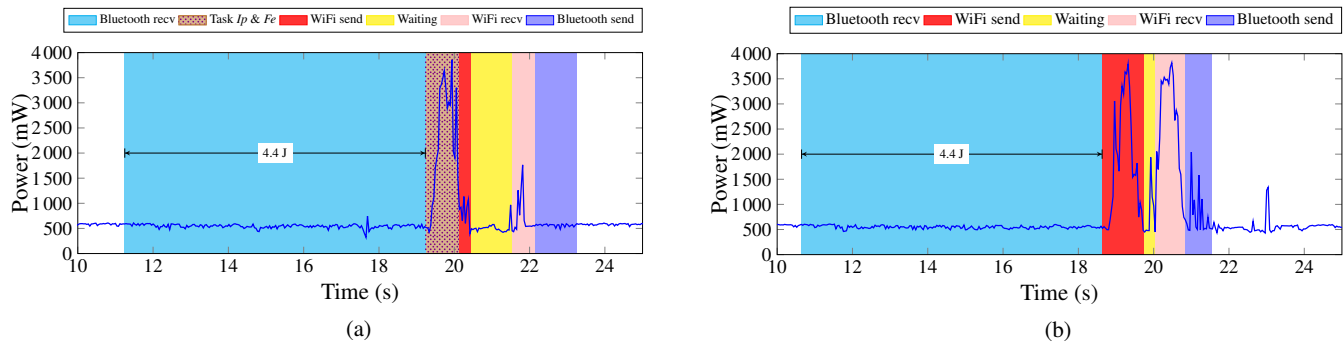 Bluetooth recv Task Ip & Fe WiFi send Waiting WiFi recv Bluetooth send
4 000
3 500
3 000
2 500
2 000
1 500
1 000
500
0
Power (mW)
4.4 J
10 12 14 16 18 20 22 24
Time (s)
(a)
Bluetooth recv WiFi send Waiting WiFi recv Bluetooth send
4 000
3 500
3 000
2 500
2 000
1 500
1 000
500
0
Power (mW)
4.4 J
10 12 14 16 18 20 22 24
Time (s)
(b)